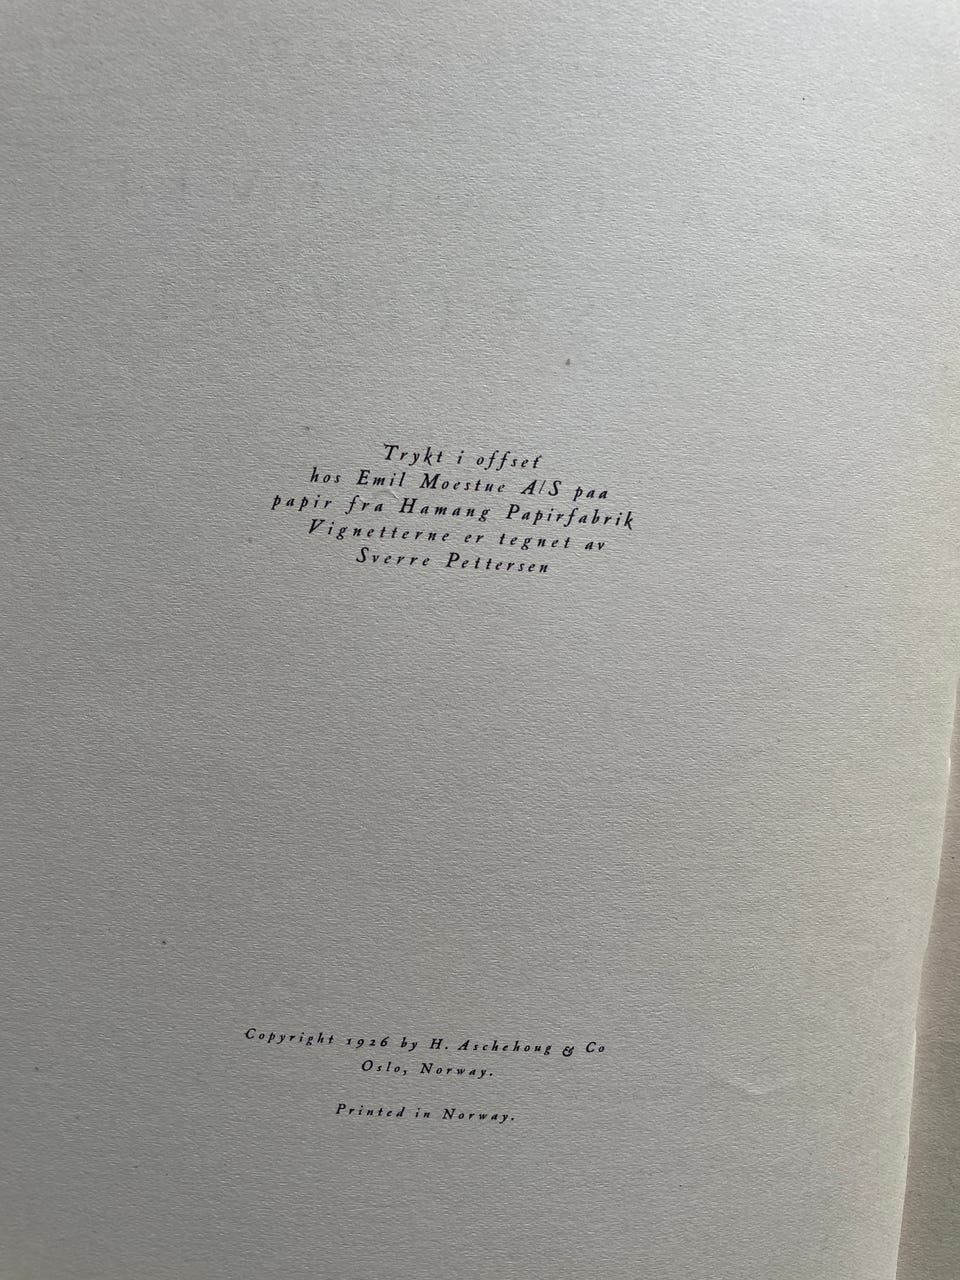 Trykt i offset
hos Emil Moestue A/S paa
papir fra Hamang Papirfabrik
Vignetterne er tegnet av
Sverre Pettersen
Copyright 1926 by H. Aschehoug & Co
Oslo, Norway.
Printed in Norway.